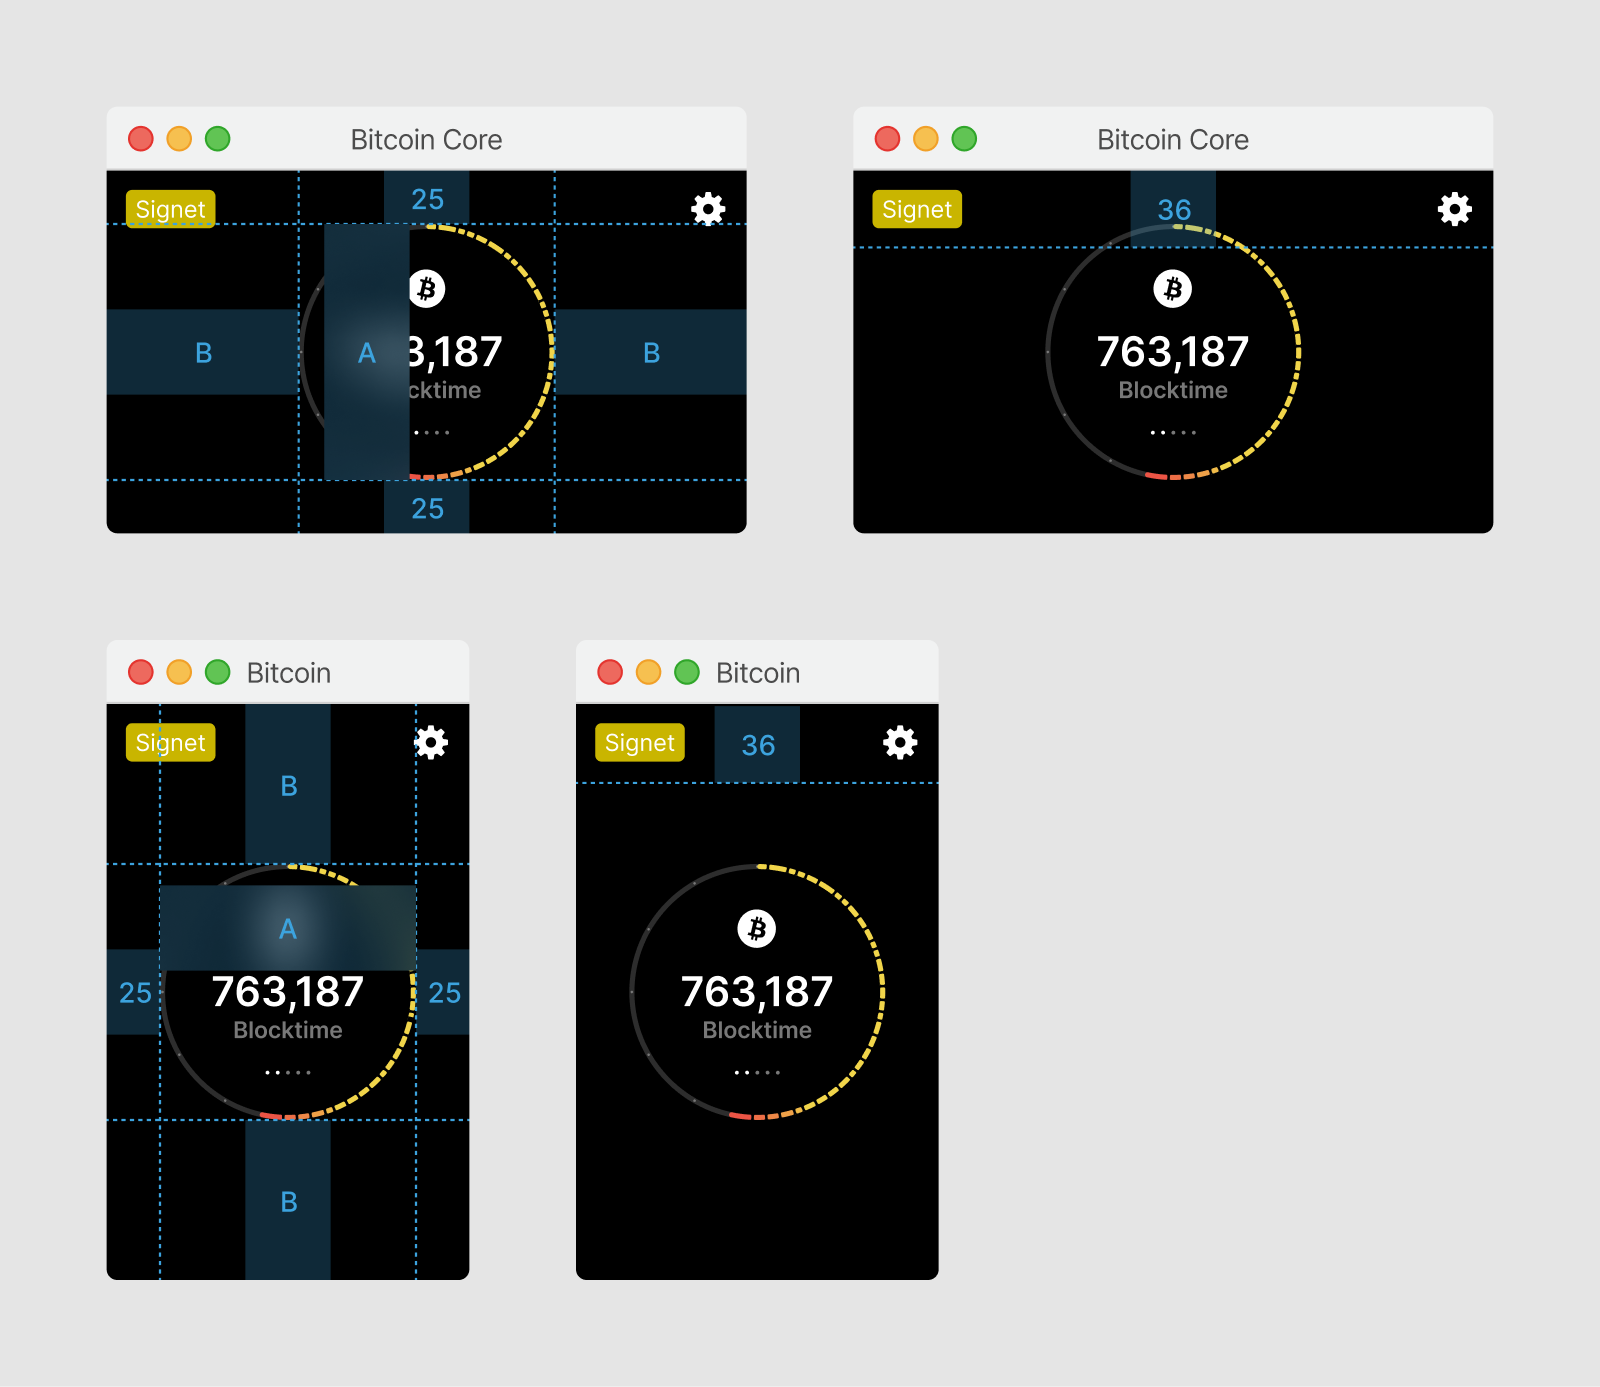 Bitcoin Core
Signet
25
B
A
3,187
B
cktime
25
Bitcoin Core
Signet
36
763,187
Blocktime
Bitcoin
Signet
B
A
25
763,187
25
Blocktime
B
Bitcoin
Signet
36
763,187
Blocktime